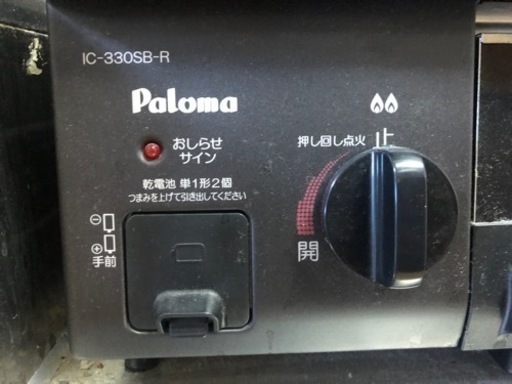 IC-330SB-R
Paloma
おしらせ
サイン
押し回し点火
止
乾電池 単1形2個
つまみを上げて引き出してください
⊖
⊕
手前
開